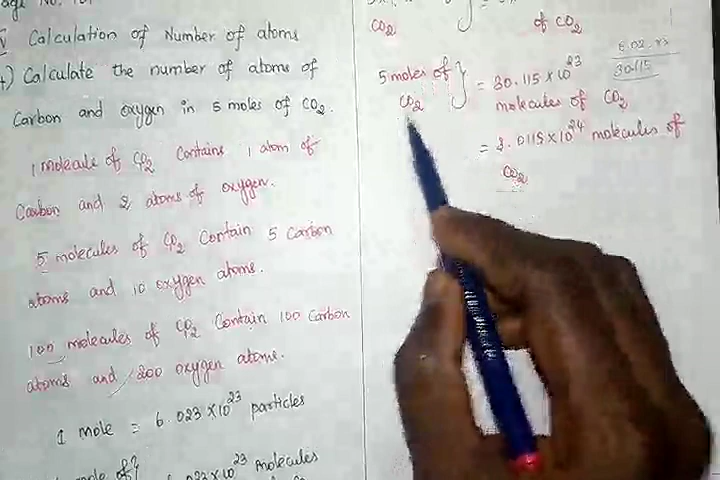 Calculation of Number of atoms
Calculate the number of atoms of
Carbon and oxygen in 5 moles of CO2.
1 molecule of CO2 Contains 1 atom of
Carbon and 2 atoms of oxygen.
5 molecules of CO2 Contain 5 Carbon
atoms and 10 oxygen atoms.
100 molecules of CO2 Contain 100 Carbon
atoms and 200 oxygen atoms.
1 mole = 6.023 x 10^23 particles
23 x 10^23 molecules
CO2 of CO2
30.115
5 moles of CO2 } = 30.115 x 10^23
molecules of CO2
= 3.0115 x 10^24 molecules of
CO2